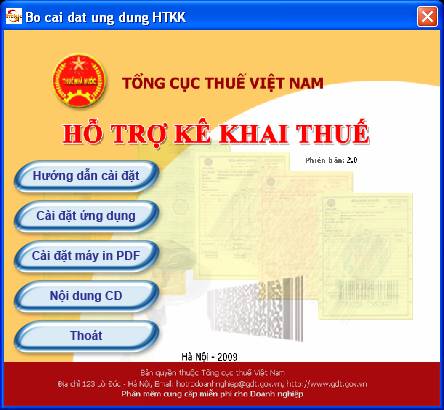 Bo cai dat ung dung HTKK
THUẾ NHÀ NƯỚC
TỔNG CỤC THUẾ VIỆT NAM
HỖ TRỢ KÊ KHAI THUẾ
Phiên bản: 2.0
Hướng dẫn cài đặt
Cài đặt ứng dụng
Cài đặt máy in PDF
Nội dung CD
Thoát
Hà Nội - 2009
Bản quyền thuộc Tổng cục thuế Việt Nam
Địa chỉ 123 Lò Đúc - Hà Nội, Email: hotrodoanhnghiep@gdt.gov.vn, http://www.gdt.gov.vn
Phần mềm cung cấp miễn phí cho Doanh nghiệp